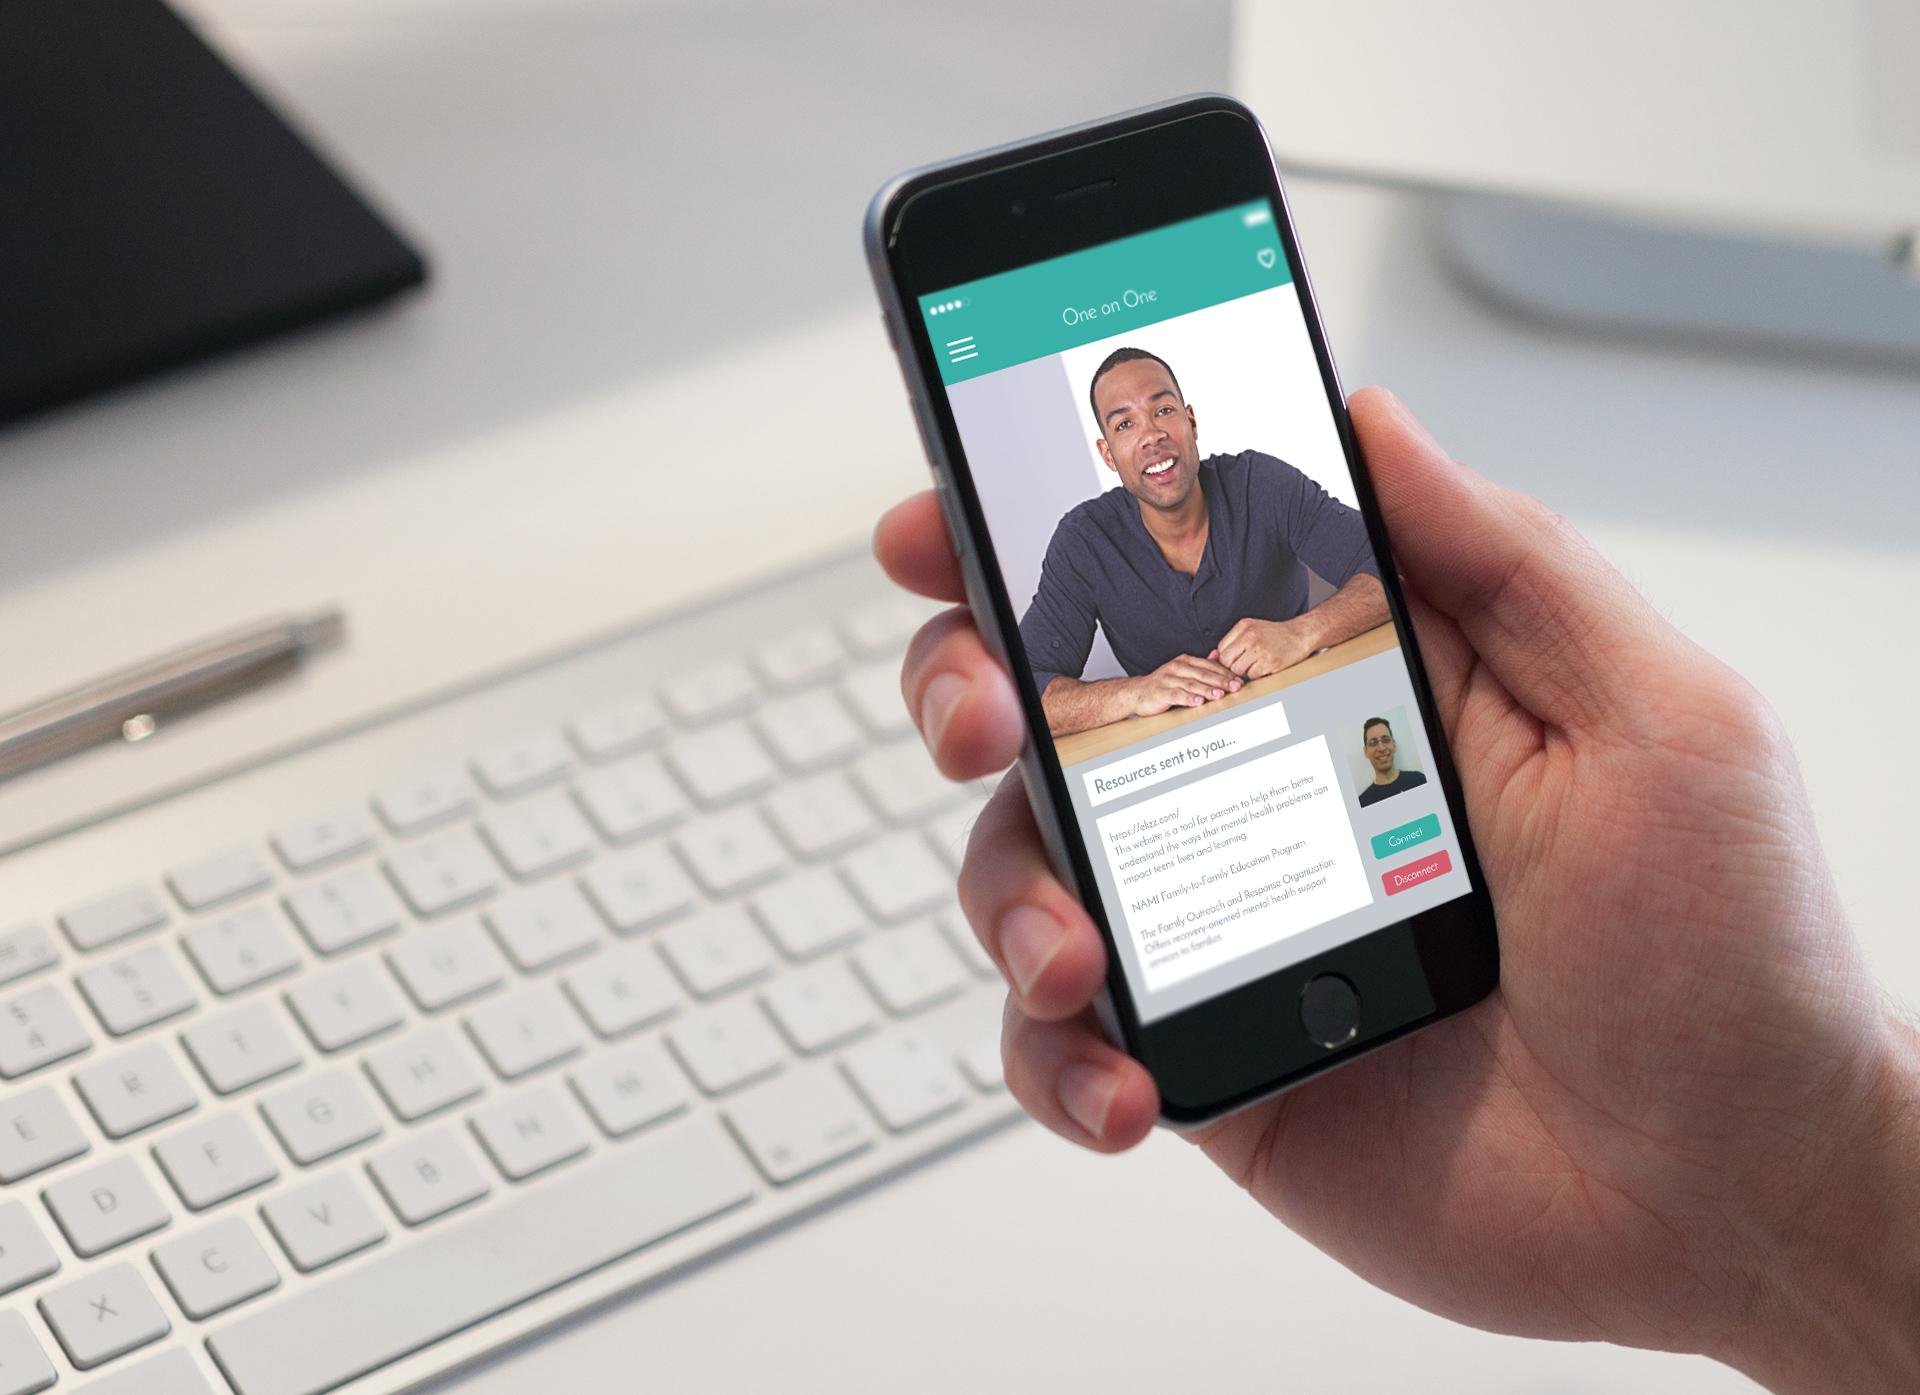 One on One
Resources sent to you...
https://elizz.com/
This website is a tool for parents to help them better
understand the ways that mental health problems can
impact teens' lives and learning.
NAMI Family-to-Family Education Program
The Family Outreach and Response Organization:
Offers recovery-oriented mental health support
services to families.
Connect
Disconnect
E
R
T
Y
U
D
F
G
H
X
C
V
B
N
M